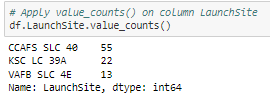 # Apply value_counts() on column LaunchSite
df.LaunchSite.value_counts()
CCAFS SLC 40    55
KSC LC 39A      22
VAFB SLC 4E     13
Name: LaunchSite, dtype: int64